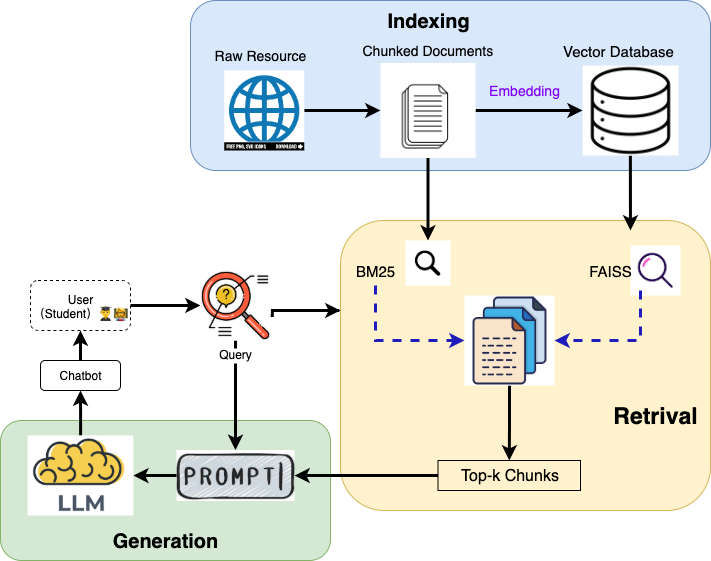 Indexing
Raw Resource
Chunked Documents
Vector Database
Embedding
FREE PNG, SVG ICONS DOWNLOAD
BM25
FAISS
User
(Student)
?
Query
Chatbot
Retrival
PROMPT|
Top-k Chunks
LLM
Generation